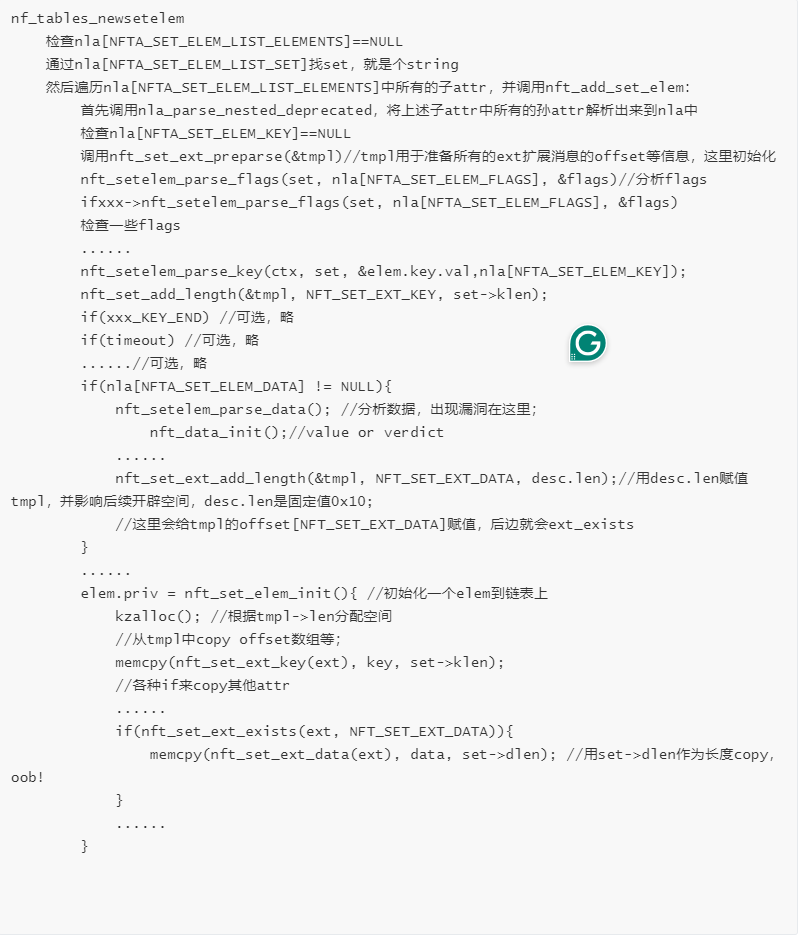 nf_tables_newsetelem
    检查nla[NFTA_SET_ELEM_LIST_ELEMENTS]==NULL
    通过nla[NFTA_SET_ELEM_LIST_SET]找set，就是个string
    然后遍历nla[NFTA_SET_ELEM_LIST_ELEMENTS]中所有的子attr，并调用nft_add_set_elem：
        首先调用nla_parse_nested_deprecated，将上述子attr中所有的孙attr解析出来到nla中
        检查nla[NFTA_SET_ELEM_KEY]==NULL
        调用nft_set_ext_preparse(&tmpl)//tmpl用于准备所有的ext扩展消息的offset等信息，这里初始化
        nft_setelem_parse_flags(set, nla[NFTA_SET_ELEM_FLAGS], &flags)//分析flags
        ifxxx->nft_setelem_parse_flags(set, nla[NFTA_SET_ELEM_FLAGS], &flags)
        检查一些flags
        ......
        nft_setelem_parse_key(ctx, set, &elem.key.val,nla[NFTA_SET_ELEM_KEY]);
        nft_set_add_length(&tmpl, NFT_SET_EXT_KEY, set->klen);
        if(xxx_KEY_END) //可选，略
        if(timeout) //可选，略
        ......//可选，略
        if(nla[NFTA_SET_ELEM_DATA] != NULL){
            nft_setelem_parse_data(); //分析数据，出现漏洞在这里；
                nft_data_init();//value or verdict
            ......
            nft_set_ext_add_length(&tmpl, NFT_SET_EXT_DATA, desc.len);//用desc.len赋值
tmpl，并影响后续开辟空间，desc.len是固定值0x10；
            //这里会给tmpl的offset[NFT_SET_EXT_DATA]赋值，后边就会ext_exists
        }
        ......
        elem.priv = nft_set_elem_init(){ //初始化一个elem到链表上
            kzalloc(); //根据tmpl->len分配空间
            //从tmpl中copy offset数组等；
            memcpy(nft_set_ext_key(ext), key, set->klen);
            //各种if来copy其他attr
            ......
            if(nft_set_ext_exists(ext, NFT_SET_EXT_DATA)){
                memcpy(nft_set_ext_data(ext), data, set->dlen); //用set->dlen作为长度copy，
oob!
            }
            ......
        }